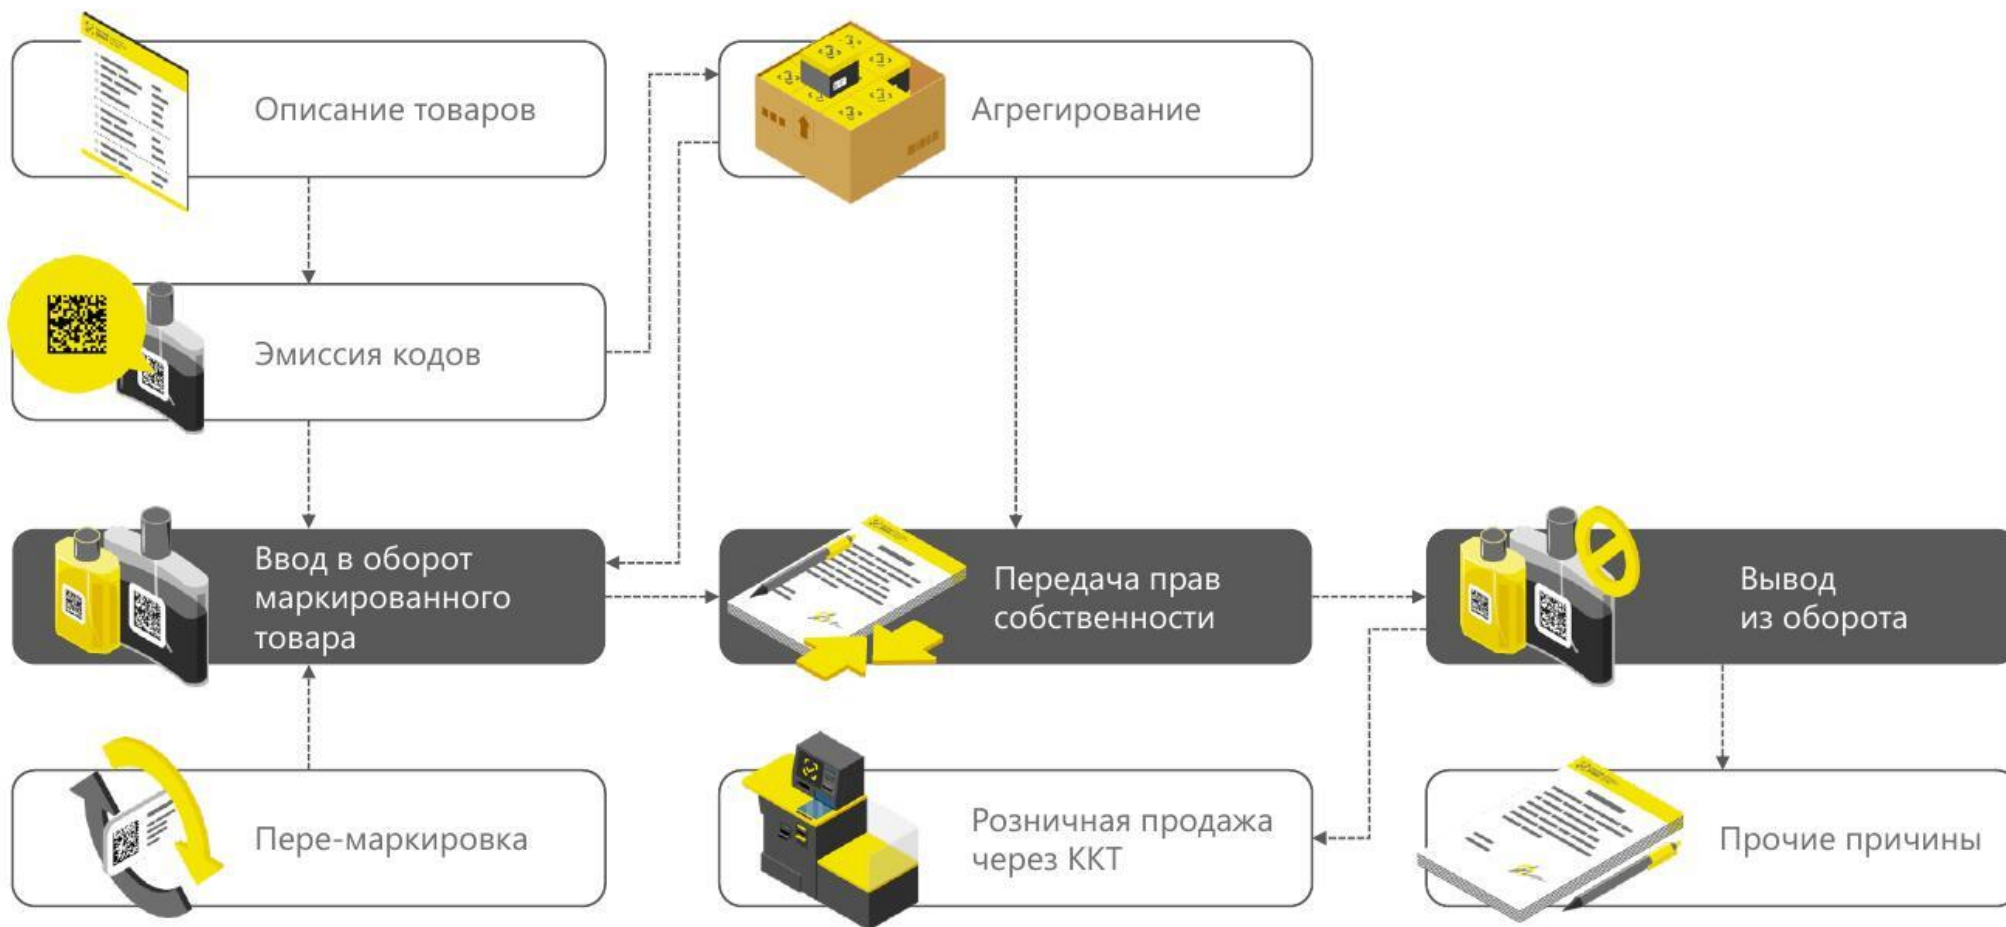 Описание товаров
Агрегирование
Эмиссия кодов
Ввод в оборот
маркированного
товара
Передача прав
собственности
Вывод
из оборота
Пере-маркировка
Розничная продажа
через ККТ
Прочие причины